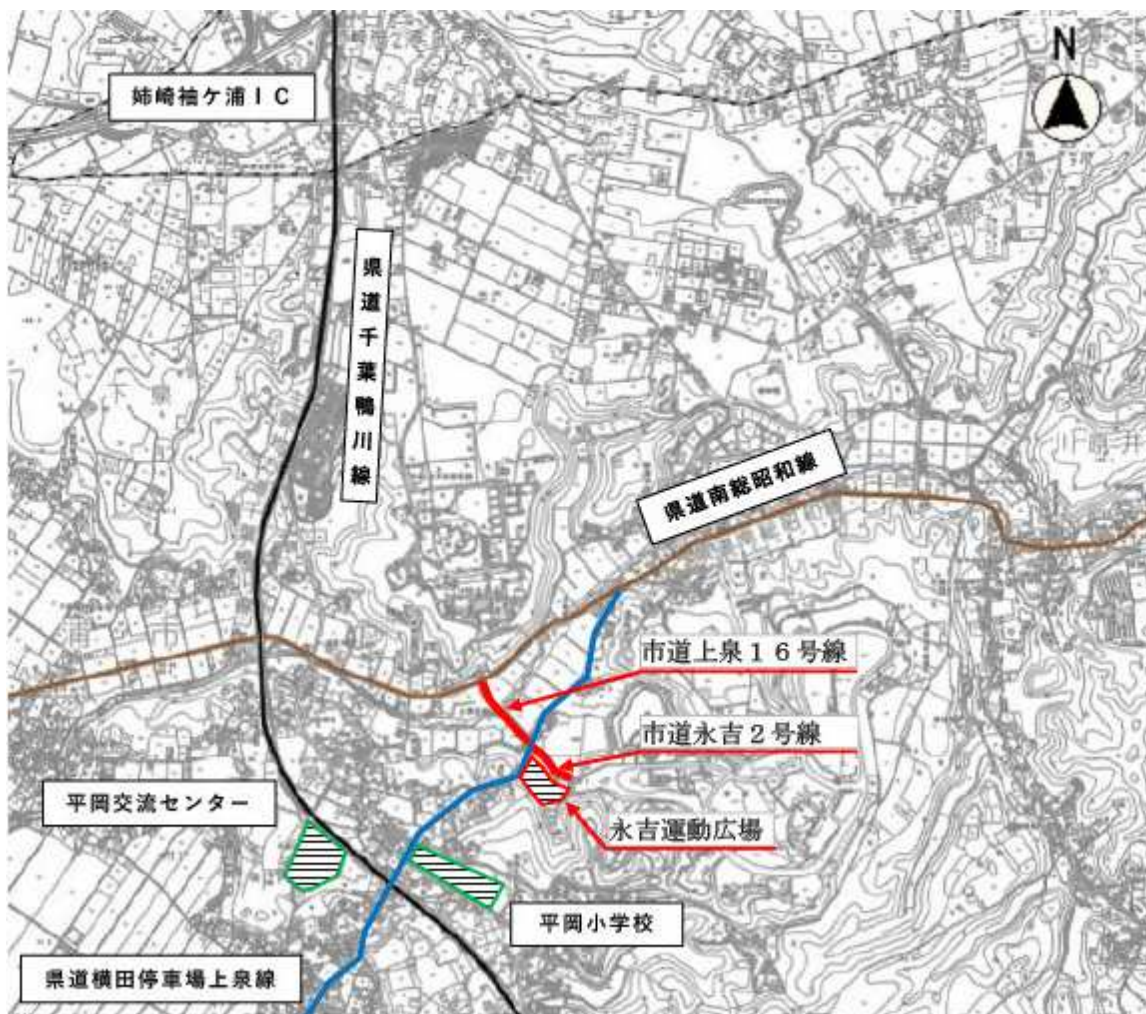 N
姉崎袖ケ浦ＩＣ
県道千葉鴨川線
県道南総昭和線
市道上泉１６号線
市道永吉２号線
平岡交流センター
永吉運動広場
平岡小学校
県道横田停車場上泉線